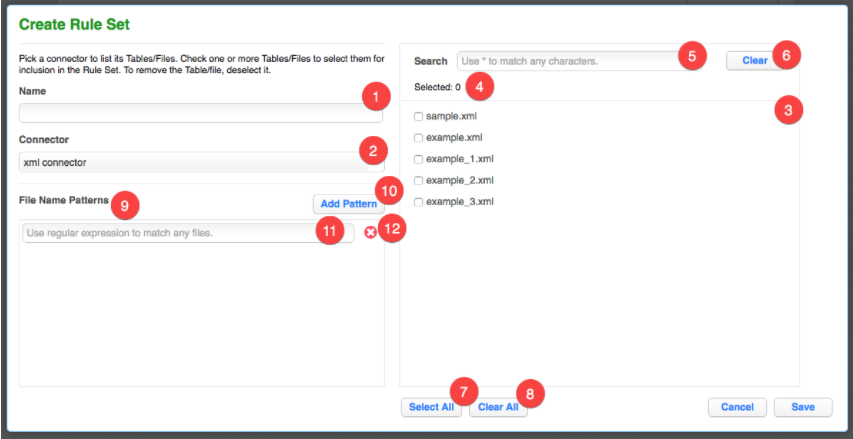 Create Rule Set
Pick a connector to list its Tables/Files. Check one or more Tables/Files to select them for
inclusion in the Rule Set. To remove the Table/file, deselect it.
Name
1
Connector
2
xml connector
File Name Patterns
9
10
Add Pattern
Use regular expression to match any files.
11
12
Search
Use * to match any characters.
5
Clear
6
Selected: 0
4
3
sample.xml
example.xml
example_1.xml
example_2.xml
example_3.xml
7
8
Select All
Clear All
Cancel
Save